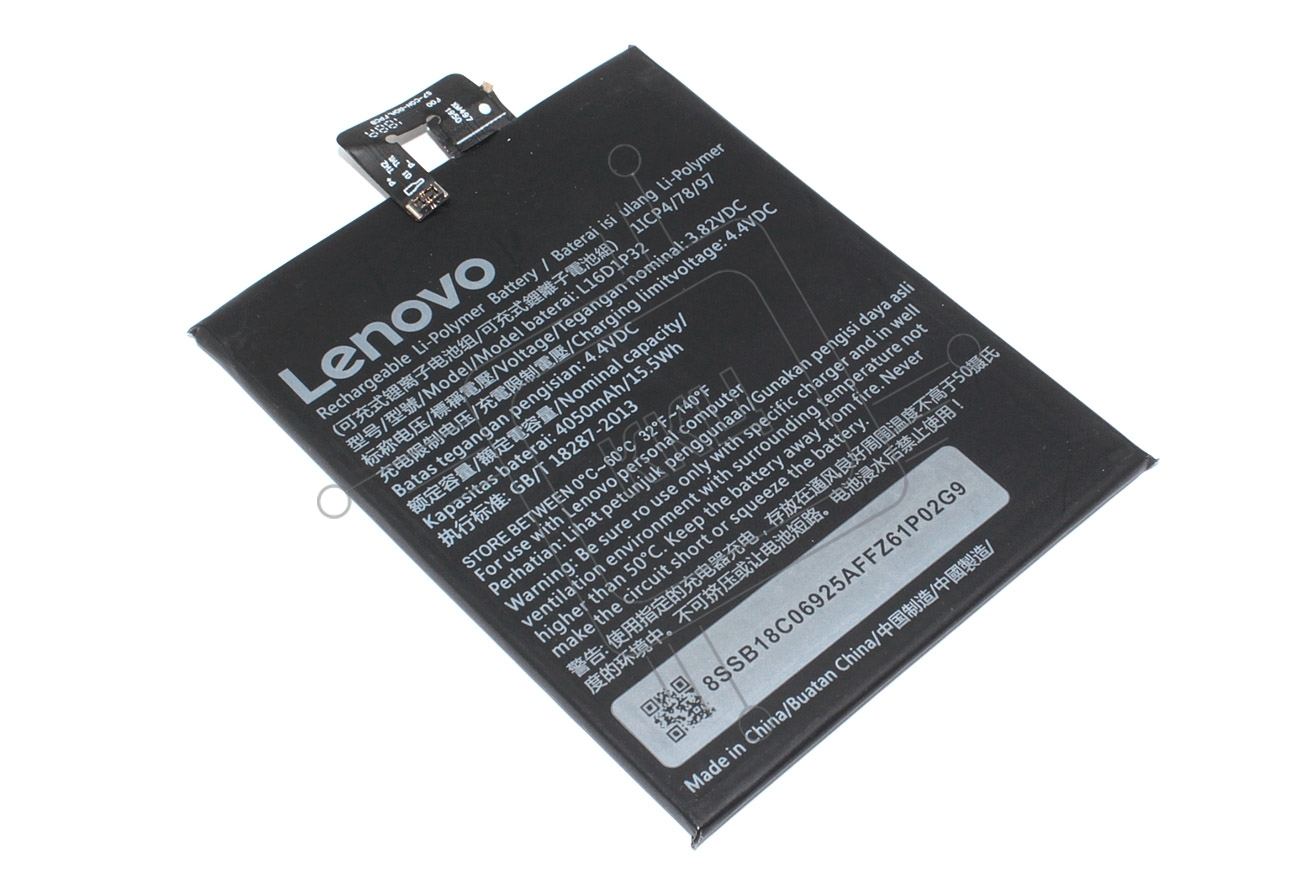 Lenovo
Rechargeable Li-Polymer Battery / Baterai isi ulang Li-Polymer
(可充式锂离子电池组/可充式鋰離子電池組) 1ICP4/78/97
型号/型號/Model/Model baterai: L16D1P32
标称电压/標稱電壓/Voltage/Tegangan nominal: 3.82VDC
充电限制电压/充電限制電壓/Charging limitvoltage: 4.4VDC
Batas tegangan pengisian: 4.4VDC
额定容量/額定電容量/Nominal capacity/
Kapasitas baterai: 4050mAh/15.5Wh
执行标准: GB/T 18287-2013
STORE BETWEEN 0°C~60°C/32°F~140°F
For use with Lenovo personal computer
Perhatian: Lihat petunjuk penggunaan/Gunakan pengisi daya asli
Warning: Be sure ro use only with specific charger and in well
ventilation environment with surrounding temperature not
higher than 50°C. Keep the battery away from fire. Never
make the circuit short or squeeze the battery.
警告: 使用指定的充电器充电, 存放在通风良好周围温度不高于50摄氏
度的环境中。不可挤压或让电池短路。电池浸水后禁止使用!
8SSB18C06925AFFZ61P02G9
Made in China/Buatan China/中国制造/中國製造/
XW497
1850
P+ TH2 TH1 P-